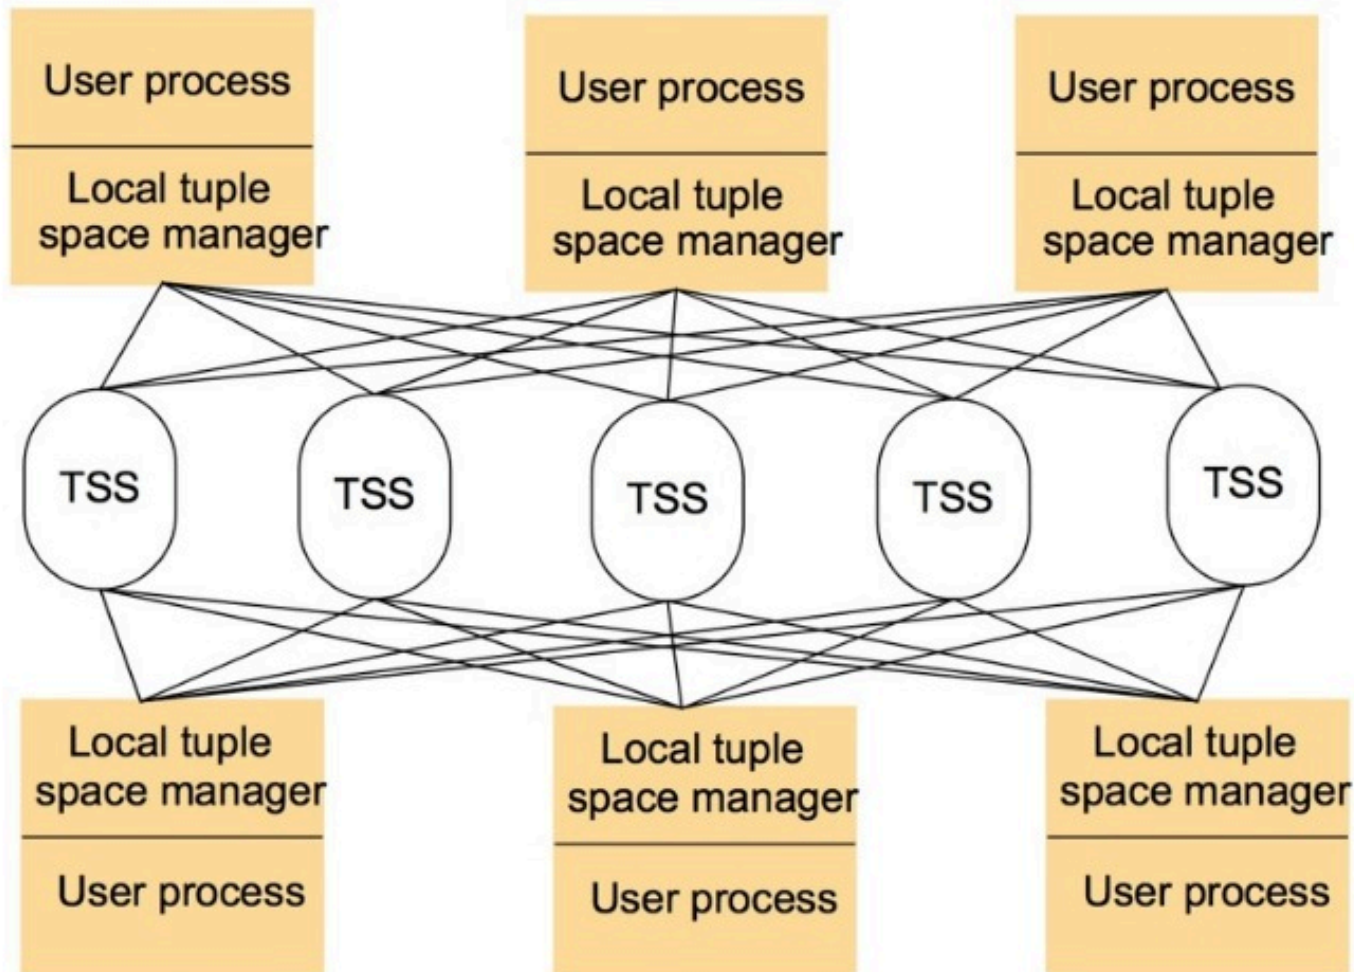 User process
Local tuple
space manager
User process
Local tuple
space manager
User process
Local tuple
space manager
TSS
TSS
TSS
TSS
TSS
Local tuple
space manager
User process
Local tuple
space manager
User process
Local tuple
space manager
User process